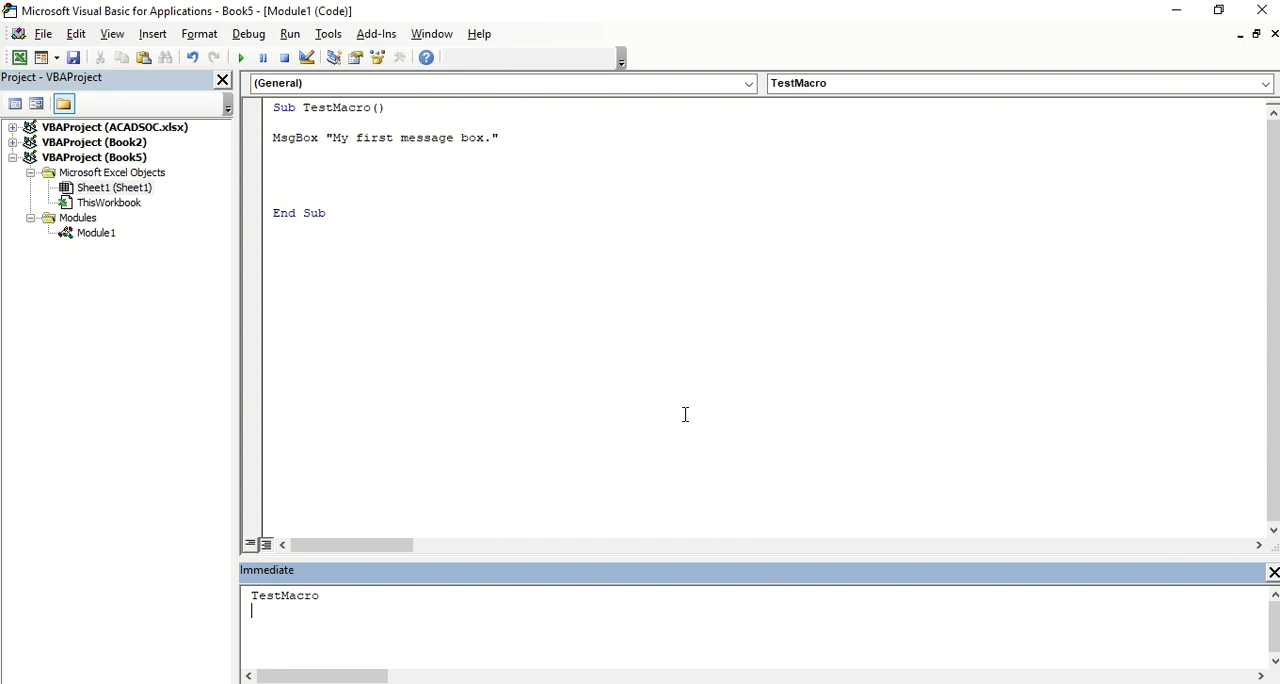 Microsoft Visual Basic for Applications - Book5 - [Module1 (Code)]
File Edit View Insert Format Debug Run Tools Add-Ins Window Help
Project - VBAProject
(General) TestMacro
VBAProject (ACADSOC.xlsx)
VBAProject (Book2)
VBAProject (Book5)
Microsoft Excel Objects
Sheet1 (Sheet1)
ThisWorkbook
Modules
Module1
Sub TestMacro()
MsgBox "My first message box."
End Sub
Immediate
TestMacro